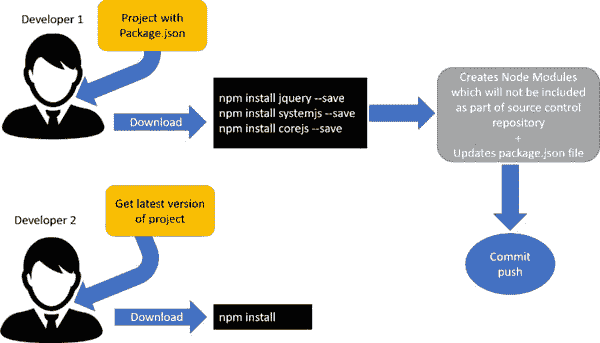 Developer 1
Project with
Package.json
Download
npm install jquery --save
npm install systemjs --save
npm install corejs --save
Creates Node Modules
which will not be included
as part of source control
repository
+
Updates package.json file
Commit
push
Developer 2
Get latest version
of project
Download
npm install